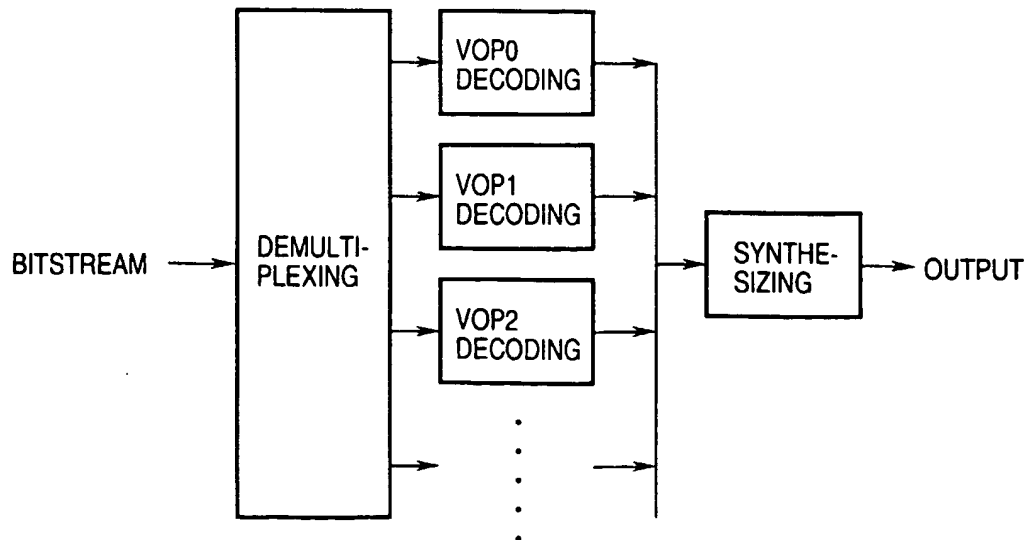 BITSTREAM
DEMULTI-
PLEXING
VOP0
DECODING
VOP1
DECODING
VOP2
DECODING
SYNTHE-
SIZING
OUTPUT